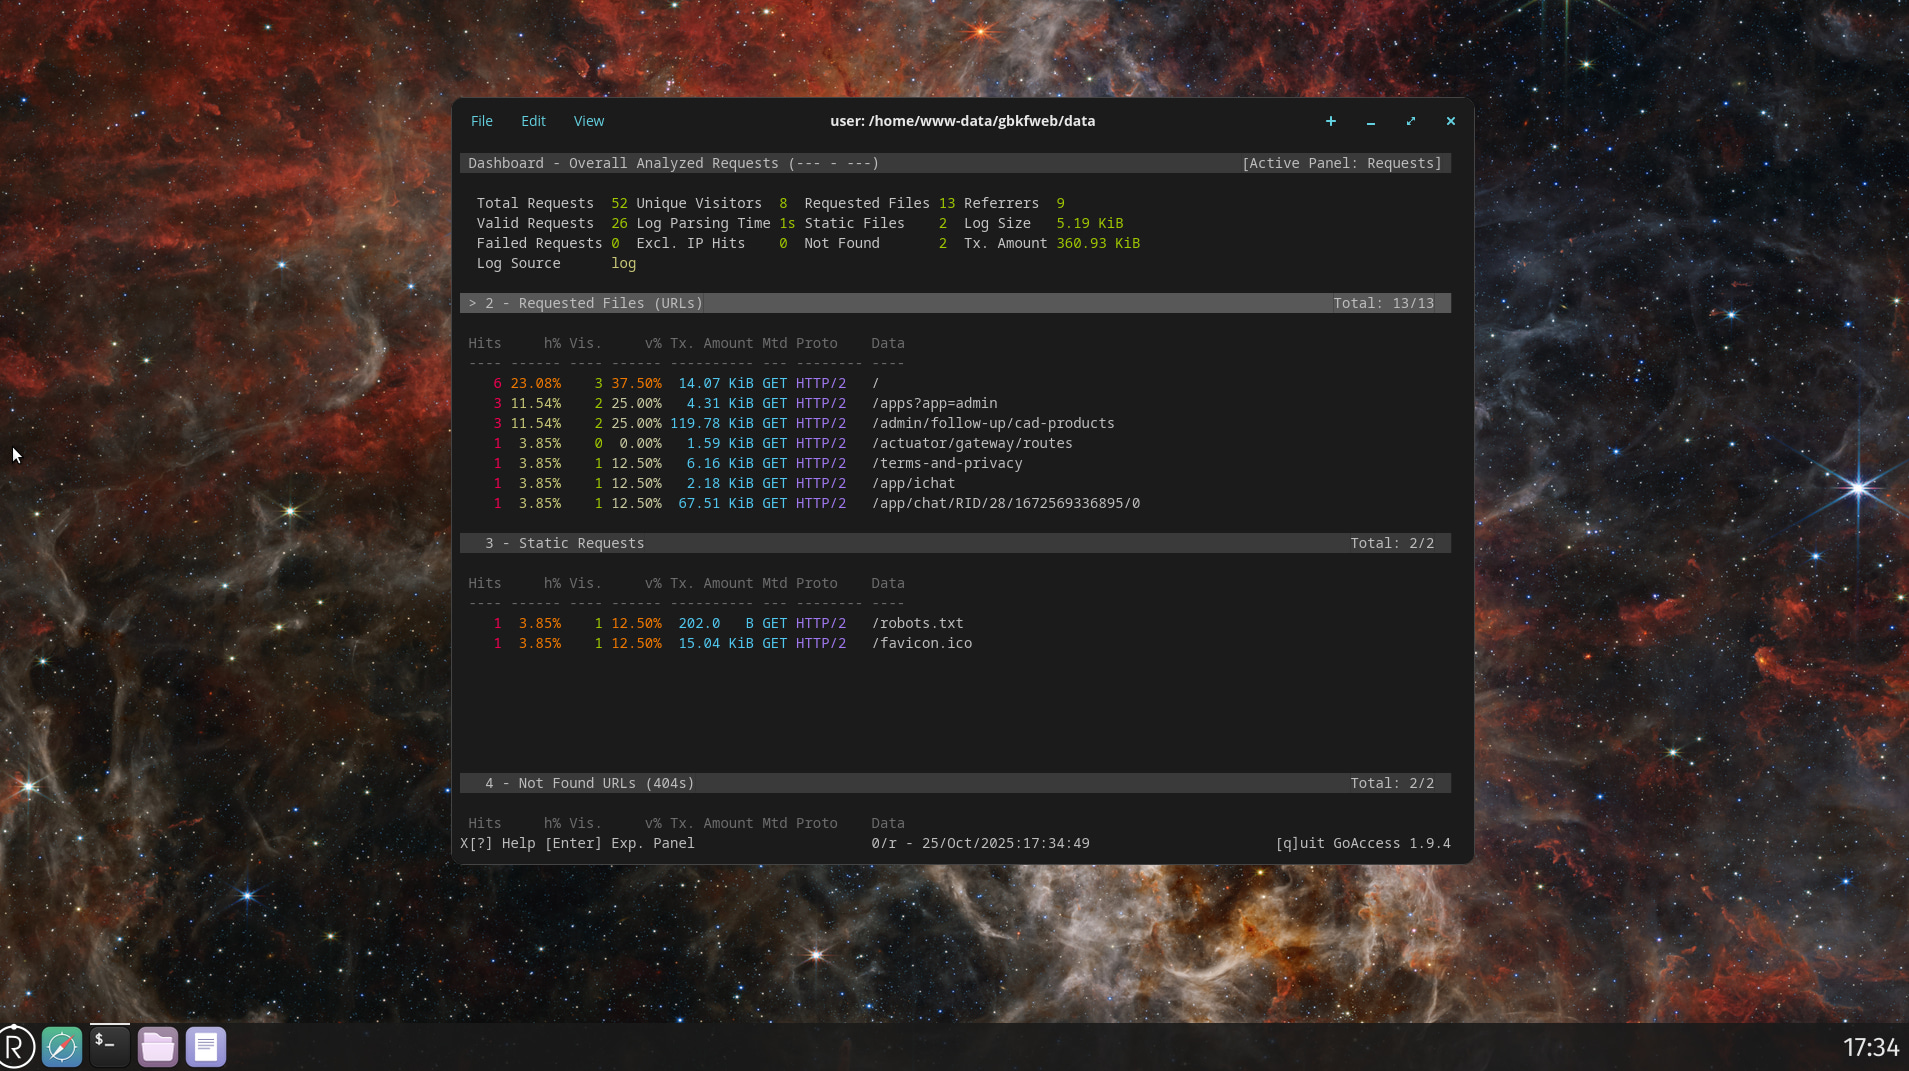 File Edit View user: /home/www-data/gbkfweb/data
Dashboard - Overall Analyzed Requests (--- - ---) [Active Panel: Requests]
Total Requests 52 Unique Visitors 8 Requested Files 13 Referrers 9
Valid Requests 26 Log Parsing Time 1s Static Files 2 Log Size 5.19 KiB
Failed Requests 0 Excl. IP Hits 0 Not Found 2 Tx. Amount 360.93 KiB
Log Source log
> 2 - Requested Files (URLs) Total: 13/13
Hits h% Vis. v% Tx. Amount Mtd Proto Data
---- ------ ---- ------ ---------- --- -------- ----
6 23.08% 3 37.50% 14.07 KiB GET HTTP/2 /
3 11.54% 2 25.00% 4.31 KiB GET HTTP/2 /apps?app=admin
3 11.54% 2 25.00% 119.78 KiB GET HTTP/2 /admin/follow-up/cad-products
1 3.85% 0 0.00% 1.59 KiB GET HTTP/2 /actuator/gateway/routes
1 3.85% 1 12.50% 6.16 KiB GET HTTP/2 /terms-and-privacy
1 3.85% 1 12.50% 2.18 KiB GET HTTP/2 /app/ichat
1 3.85% 1 12.50% 67.51 KiB GET HTTP/2 /app/chat/RID/28/1672569336895/0
3 - Static Requests Total: 2/2
Hits h% Vis. v% Tx. Amount Mtd Proto Data
---- ------ ---- ------ ---------- --- -------- ----
1 3.85% 1 12.50% 202.0 B GET HTTP/2 /robots.txt
1 3.85% 1 12.50% 15.04 KiB GET HTTP/2 /favicon.ico
4 - Not Found URLs (404s) Total: 2/2
Hits h% Vis. v% Tx. Amount Mtd Proto Data
X[?] Help [Enter] Exp. Panel 0/r - 25/Oct/2025:17:34:49 [q]uit GoAccess 1.9.4
R $_ 17:34